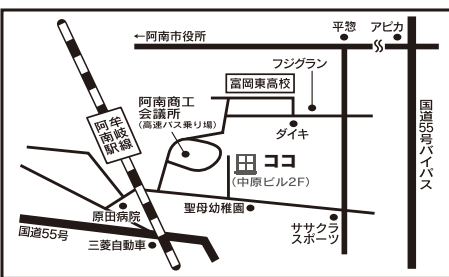 ←阿南市役所
平惣
アピカ
フジグラン
富岡東高校
阿南商工
会議所
(高速バス乗り場)
ダイキ
牟岐線
阿南駅
国道55号バイパス
ココ
(中原ビル2F)
原田病院
聖母幼稚園
ササクラ
スポーツ
国道55号
三菱自動車